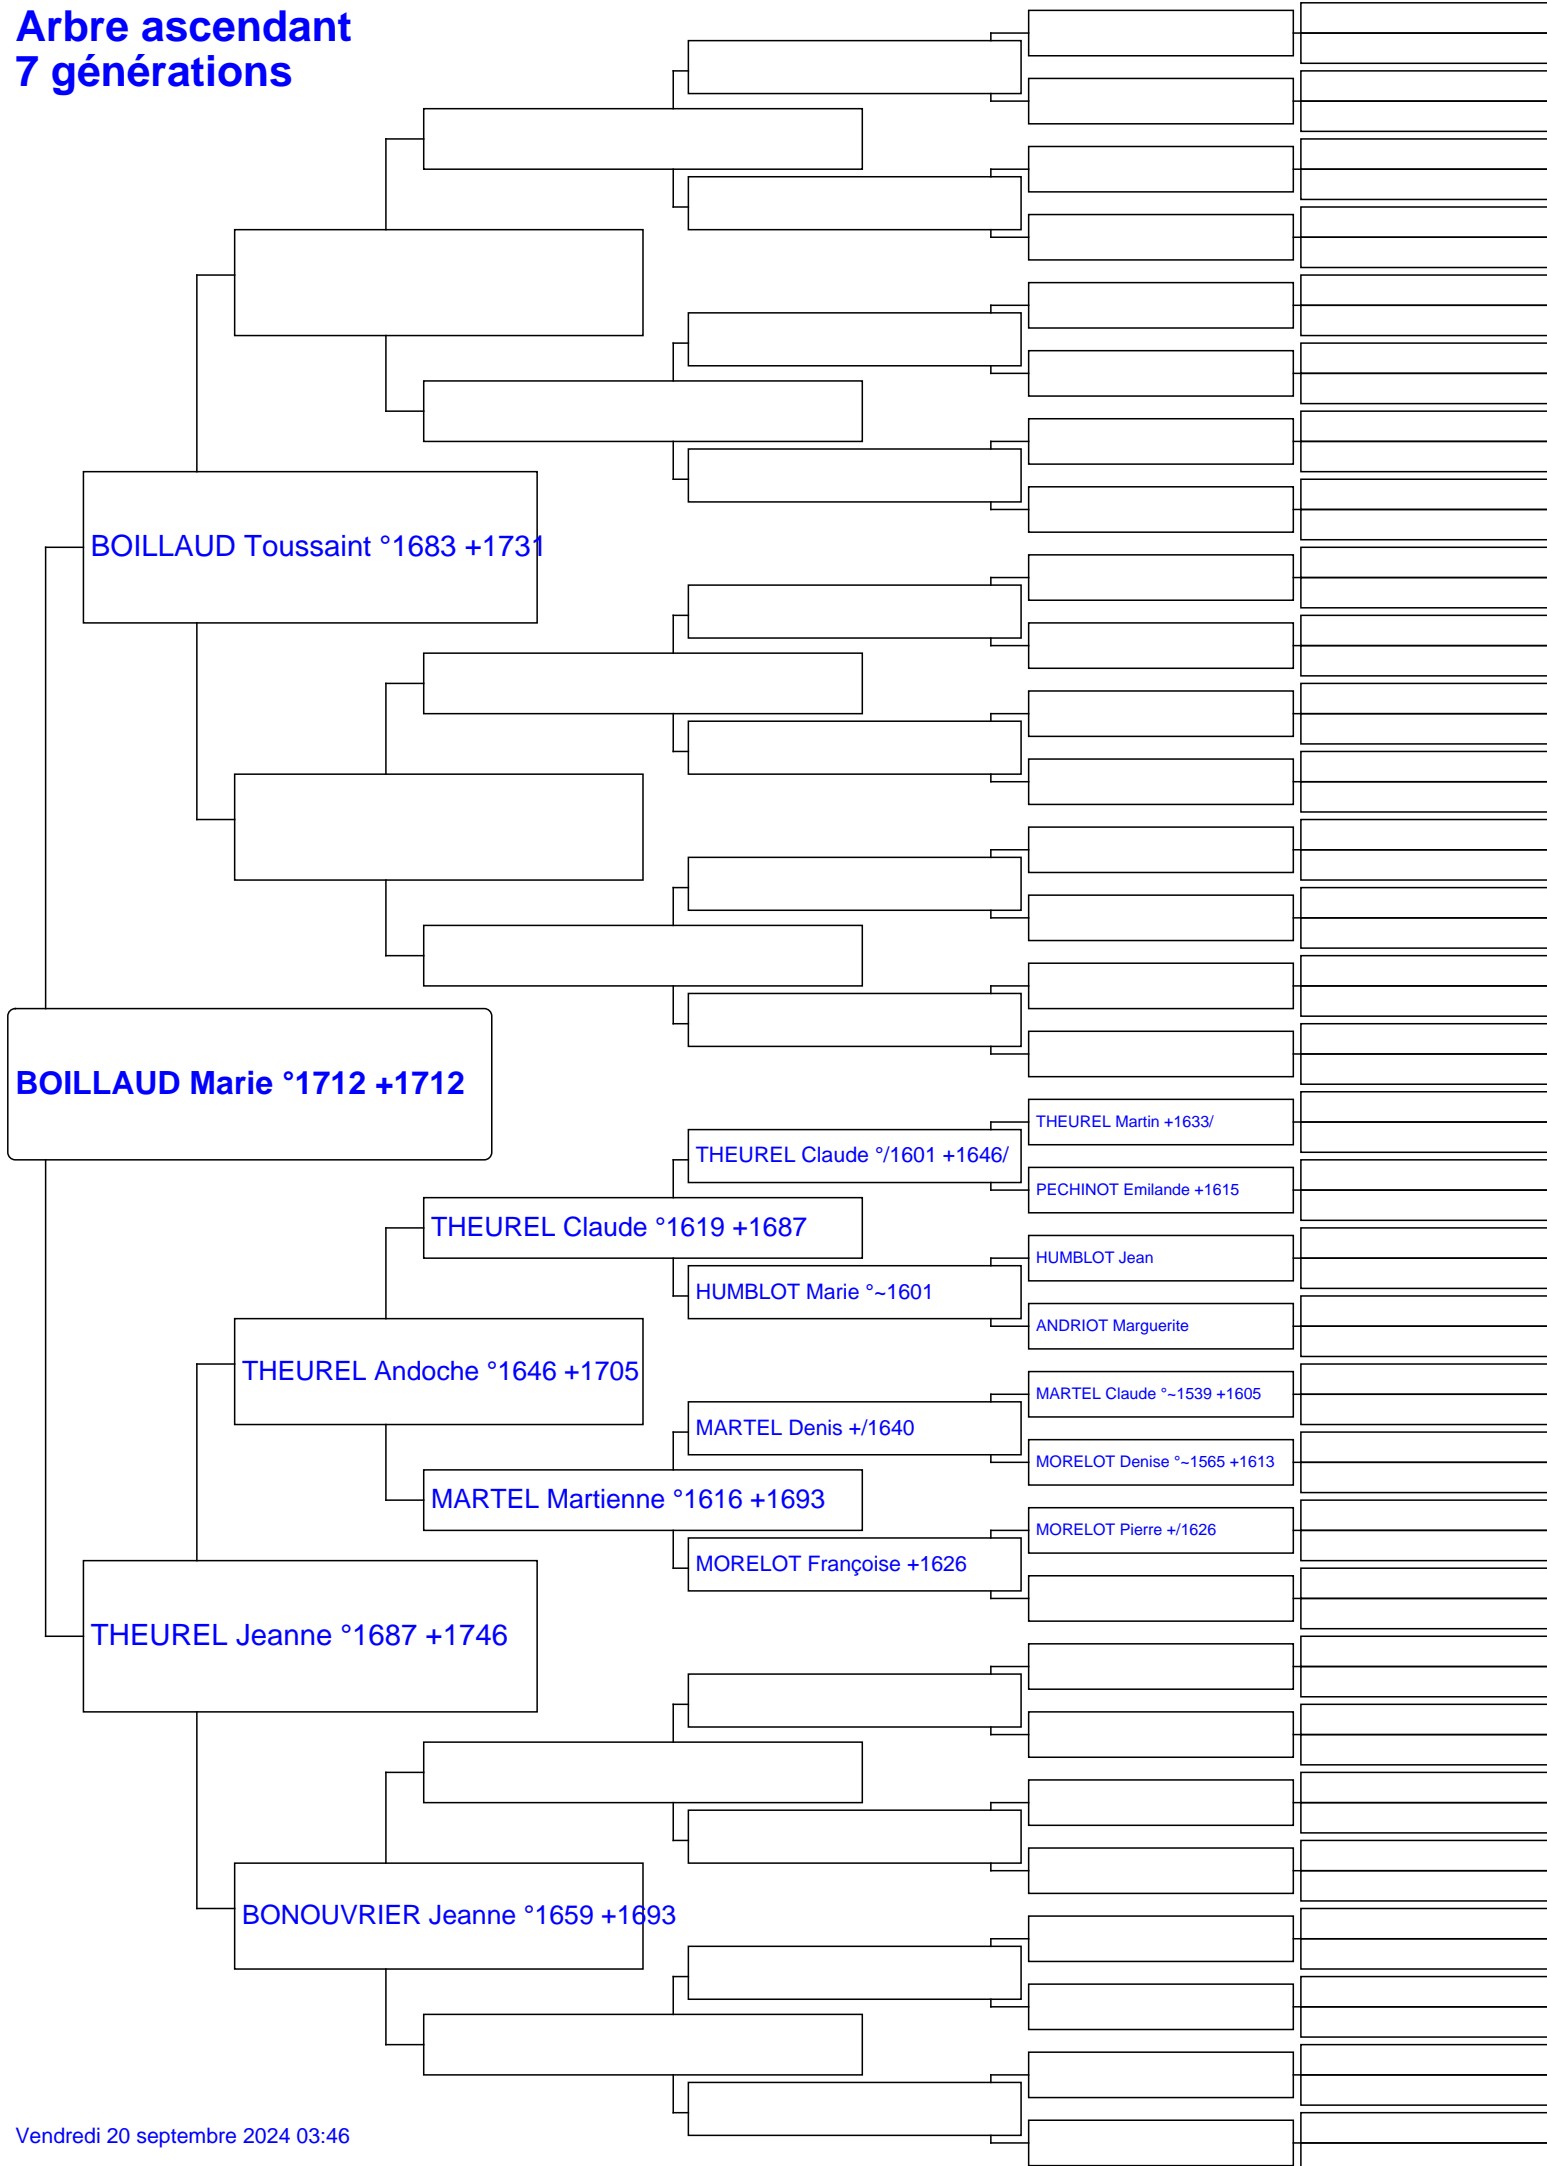 Arbre ascendant
7 générations
BOILLAUD Toussaint °1683 +1731
BOILLAUD Marie °1712 +1712
THEUREL Martin +1633/
THEUREL Claude °/1601 +1646/
PECHINOT Emilande +1615
THEUREL Claude °1619 +1687
HUMBLOT Jean
HUMBLOT Marie °~1601
ANDRIOT Marguerite
THEUREL Andoche °1646 +1705
MARTEL Claude °~1539 +1605
MARTEL Denis +/1640
MORELOT Denise °~1565 +1613
MARTEL Martienne °1616 +1693
MORELOT Pierre +/1626
MORELOT Françoise +1626
THEUREL Jeanne °1687 +1746
BONOUVRIER Jeanne °1659 +1693
Vendredi 20 septembre 2024 03:46